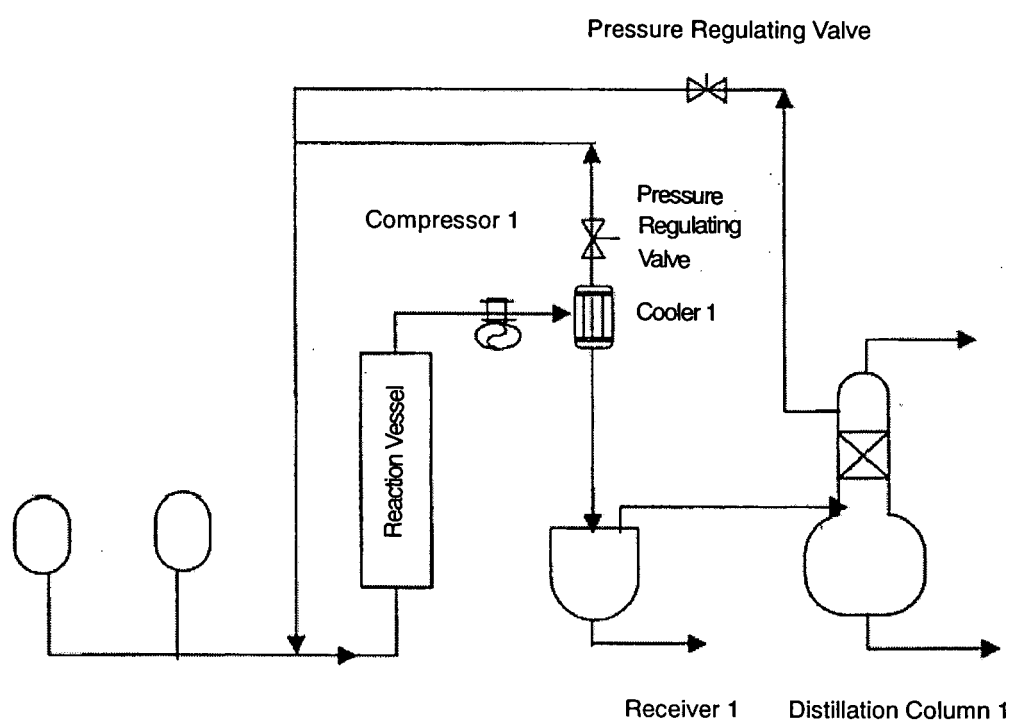 Pressure Regulating Valve
Pressure
Regulating
Valve
Compressor 1
Cooler 1
Reaction Vessel
Receiver 1
Distillation Column 1